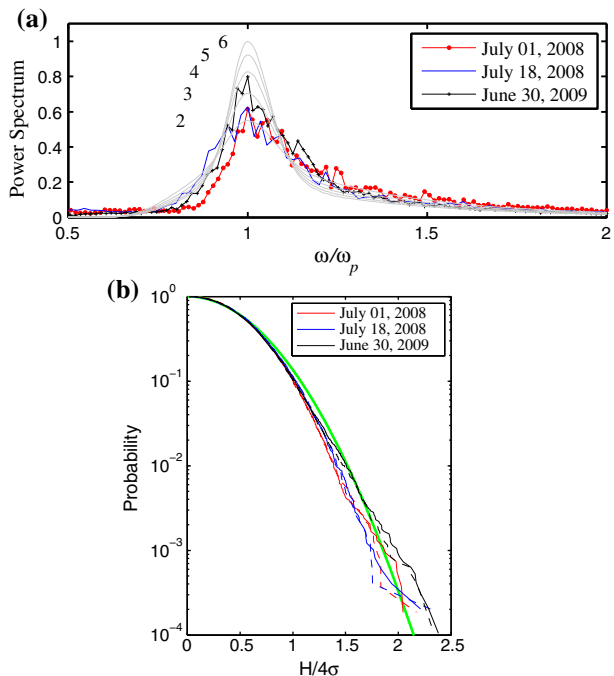 (a)
Power Spectrum
1
0.8
0.6
0.4
0.2
0
6
5
4
3
2
July 01, 2008
July 18, 2008
June 30, 2009
0.5 1 1.5 2
ω/ωp
(b)
Probability
10^0
10^−1
10^−2
10^−3
10^−4
July 01, 2008
July 18, 2008
June 30, 2009
0 0.5 1 1.5 2 2.5
H/4σ